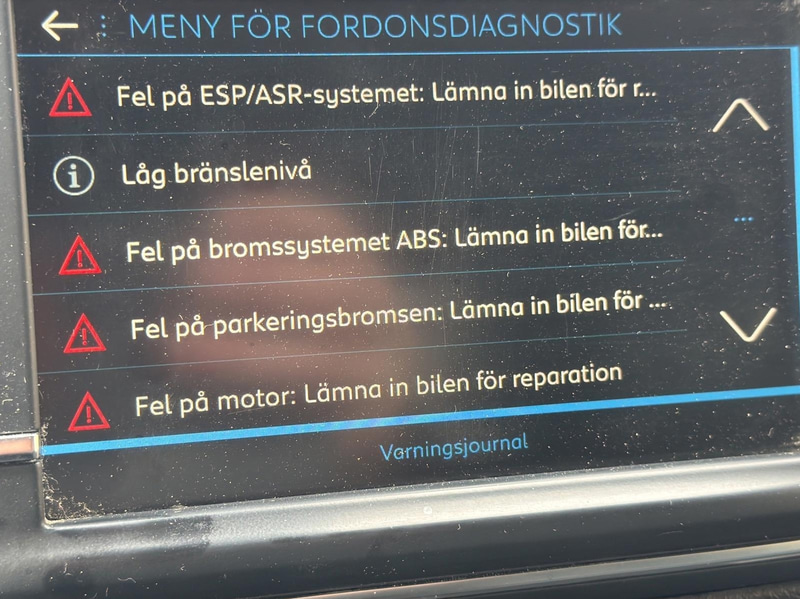 MENY FÖR FORDONSDIAGNOSTIK
Fel på ESP/ASR-systemet: Lämna in bilen för r...
Låg bränslenivå
Fel på bromssystemet ABS: Lämna in bilen för...
Fel på parkeringsbromsen: Lämna in bilen för ...
Fel på motor: Lämna in bilen för reparation
Varningsjournal